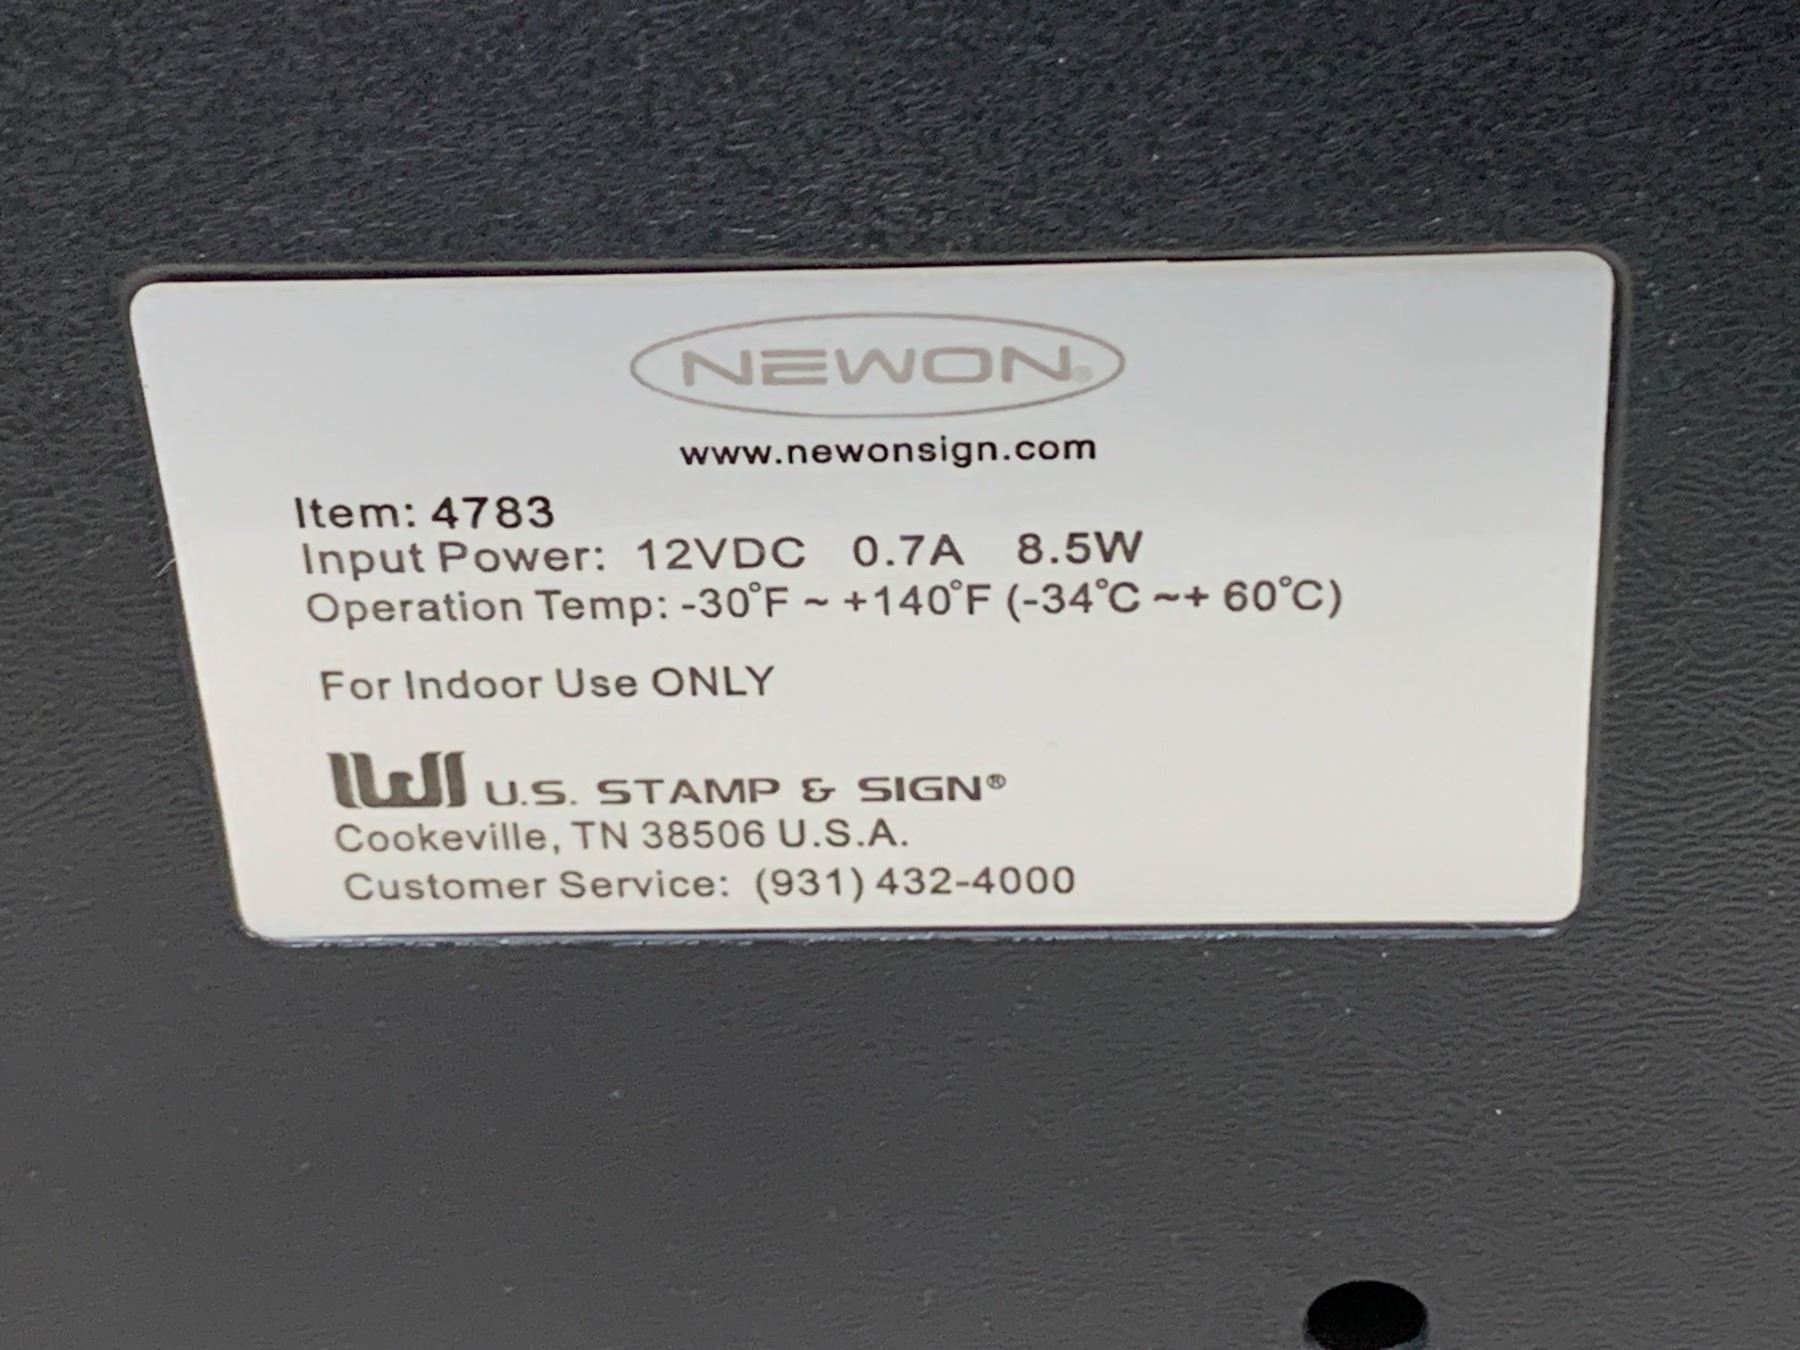 NEWON®
www.newonsign.com
Item: 4783
Input Power: 12VDC 0.7A 8.5W
Operation Temp: -30°F ~ +140°F (-34°C ~+ 60°C)
For Indoor Use ONLY
U.S. STAMP & SIGN®
Cookeville, TN 38506 U.S.A.
Customer Service: (931) 432-4000